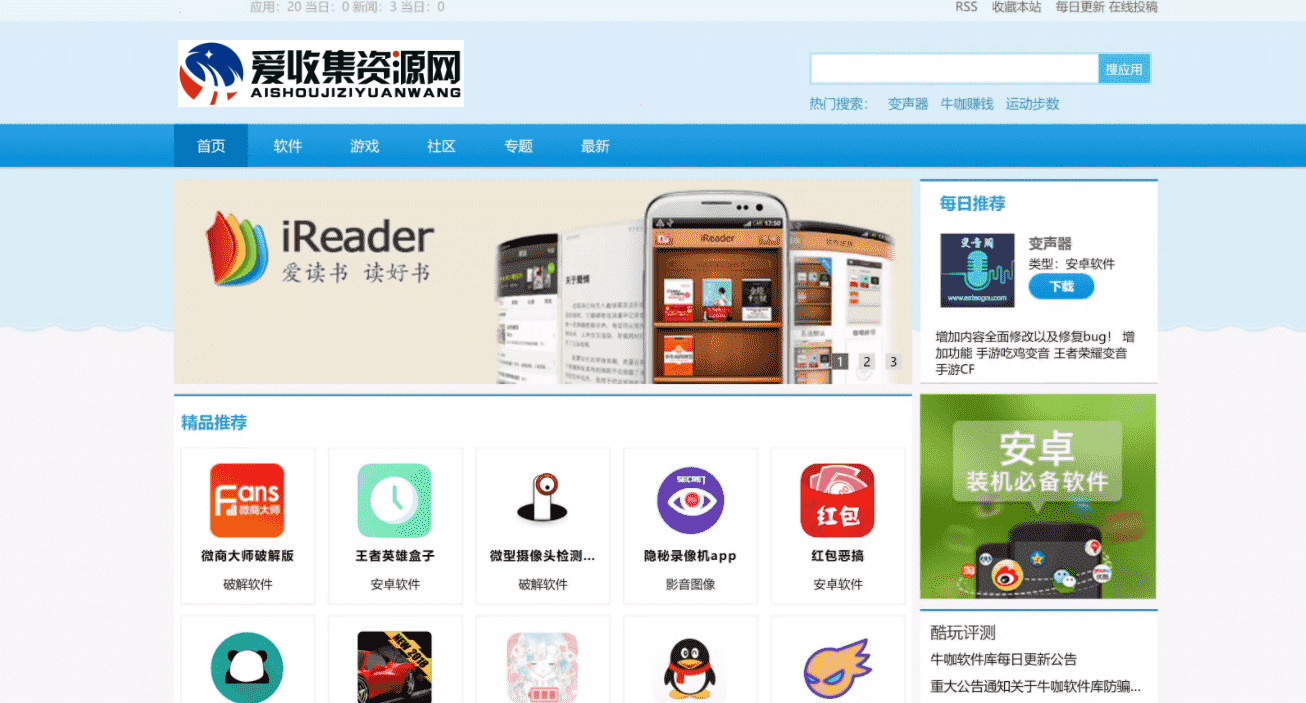 应用：20 当日：0 新闻：3 当日：0
RSS 收藏本站 每日更新 在线投稿
爱收集资源网
AISHOUJIZIYUANWANG
搜应用
热门搜索： 变声器 牛咖赚钱 运动步数
首页 软件 游戏 社区 专题 最新
iReader
爱读书 读好书
iReader
17:50
1 2 3
每日推荐
变音阁
变声器
类型：安卓软件
下载
增加内容全面修改以及修复bug！ 增
加功能 手游吃鸡变音 王者荣耀变音
手游CF
精品推荐
安卓
装机必备软件
Fans
微商大师
SECRET
红包
微商大师破解版 王者英雄盒子 微型摄像头检测... 隐秘录像机app 红包恶搞
破解软件 安卓软件 破解软件 影音图像 安卓软件
NEW 2018
酷玩评测
牛咖软件库每日更新公告
重大公告通知关于牛咖软件库防骗...